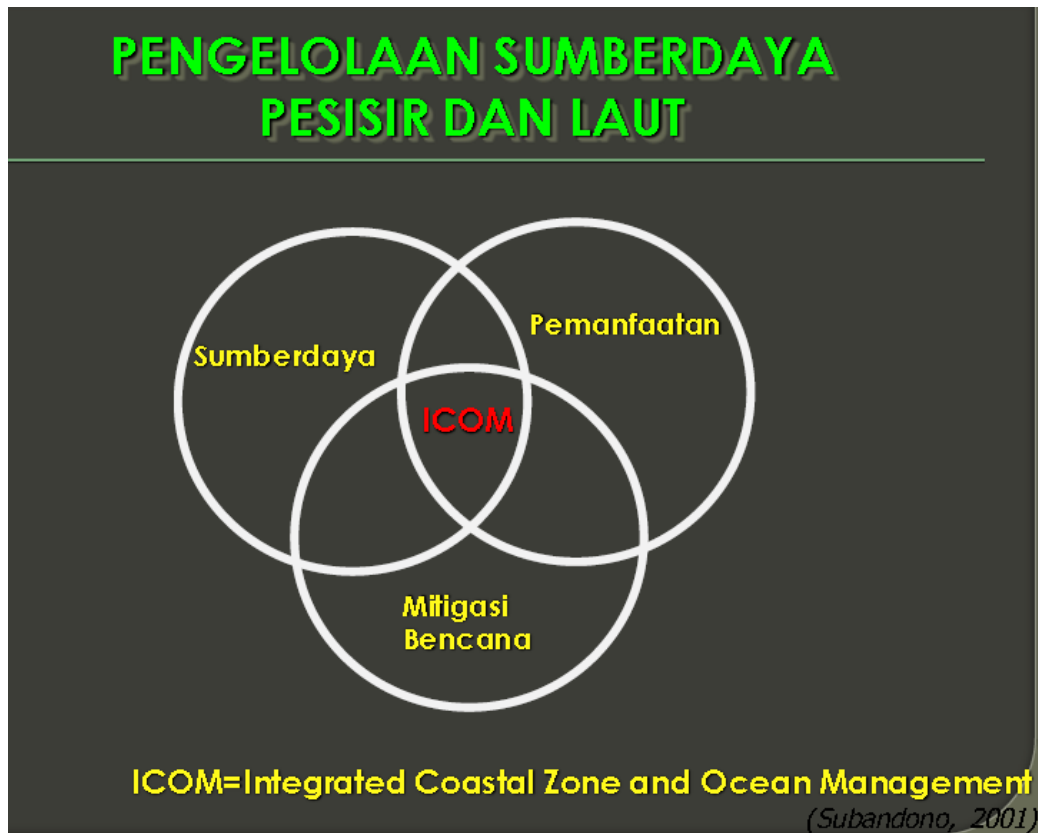 PENGELOLAAN SUMBERDAYA
PESISIR DAN LAUT
Pemanfaatan
Sumberdaya
ICOM
Mitigasi
Bencana
ICOM=Integrated Coastal Zone and Ocean Management
(Subandono, 2001)